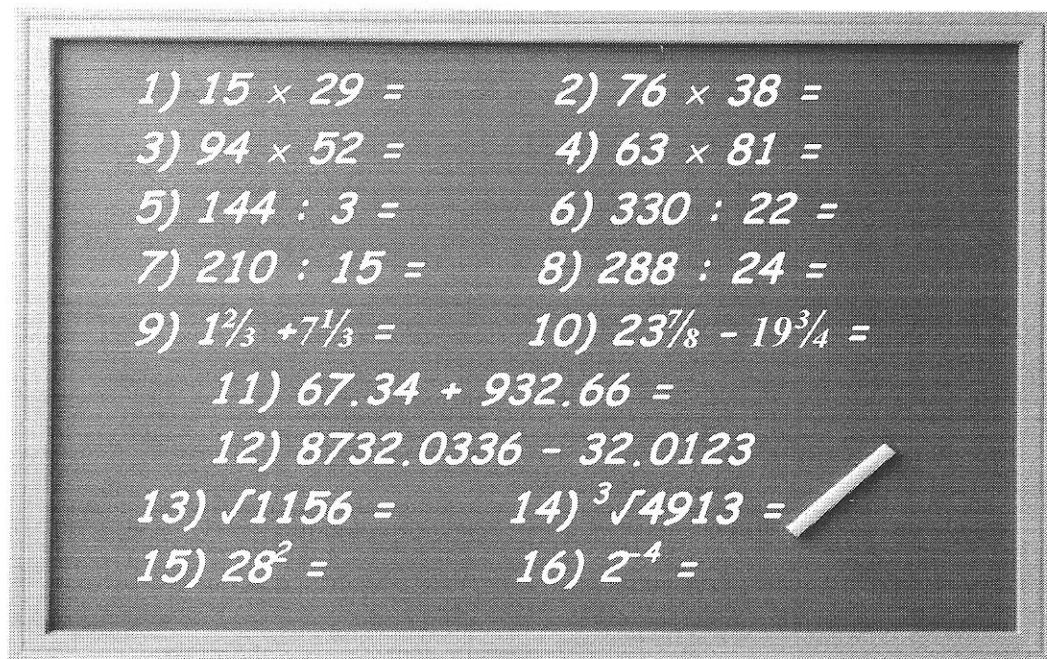 1) 15 × 29 = 2) 76 × 38 =
3) 94 × 52 = 4) 63 × 81 =
5) 144 : 3 = 6) 330 : 22 =
7) 210 : 15 = 8) 288 : 24 =
9) 1⅔ +7⅓ = 10) 23⅞ - 19¾ =
11) 67.34 + 932.66 =
12) 8732.0336 - 32.0123
13) √1156 = 14) ³√4913 =
15) 28² = 16) 2⁻⁴ =